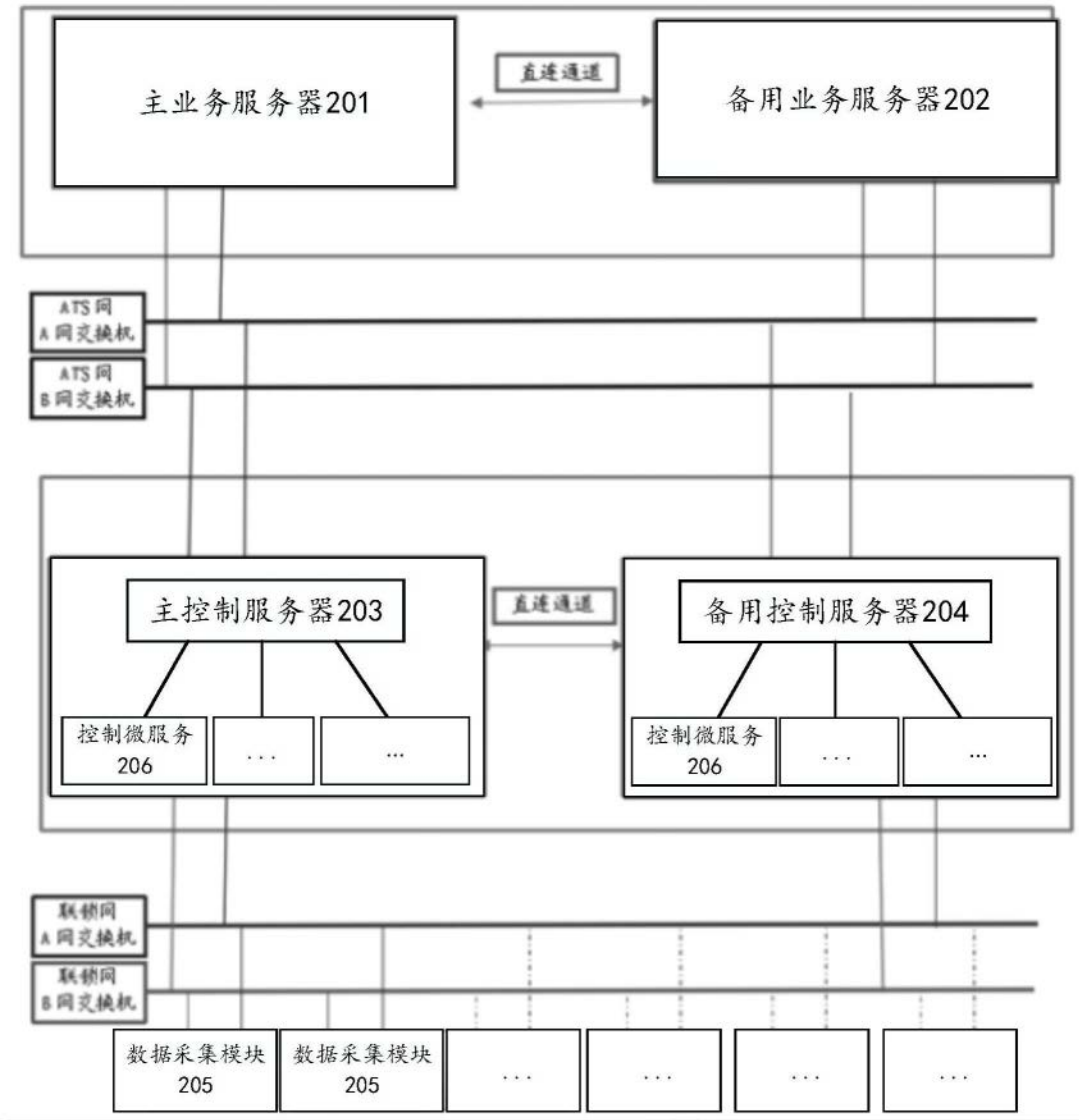 主业务服务器201
直连通道
备用业务服务器202
ATS网
A网交换机
ATS网
B网交换机
主控制服务器203
直连通道
备用控制服务器204
控制微服务
206
...
...
控制微服务
206
...
...
联锁网
A网交换机
联锁网
B网交换机
数据采集模块
205
数据采集模块
205
...
...
...
...